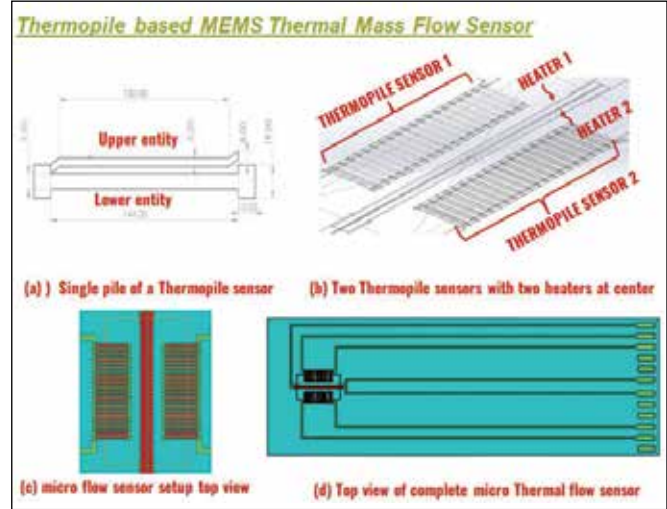 Thermopile based MEMS Thermal Mass Flow Sensor
THERMOPILE SENSOR 1
HEATER 1
HEATER 2
THERMOPILE SENSOR 2
Upper entity
Lower entity
(a) ) Single pile of a Thermopile sensor
(b) Two Thermopile sensors with two heaters at center
(c) micro flow sensor setup top view
(d) Top view of complete micro Thermal flow sensor